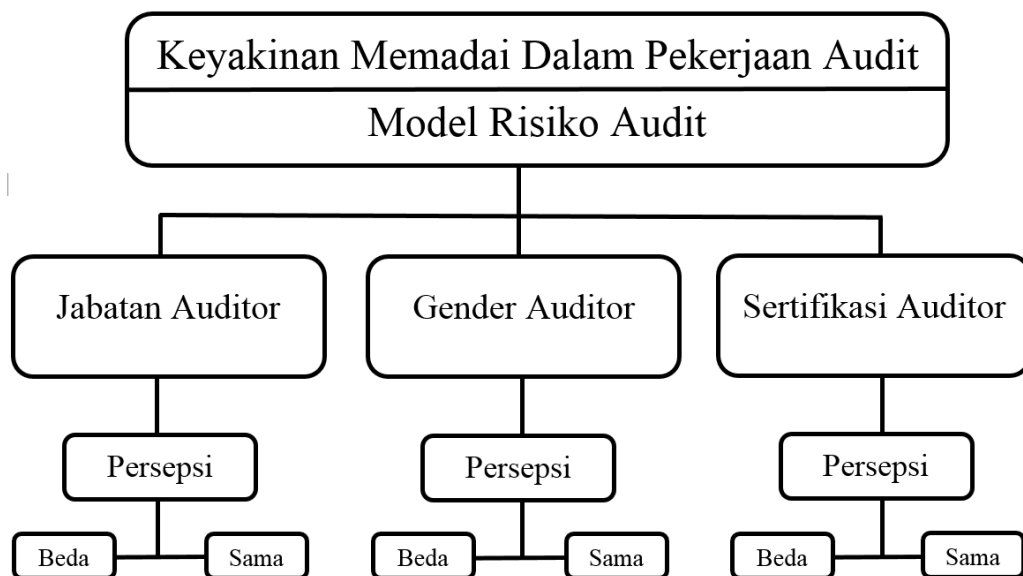 Keyakinan Memadai Dalam Pekerjaan Audit
Model Risiko Audit
Jabatan Auditor
Gender Auditor
Sertifikasi Auditor
Persepsi
Persepsi
Persepsi
Beda
Sama
Beda
Sama
Beda
Sama